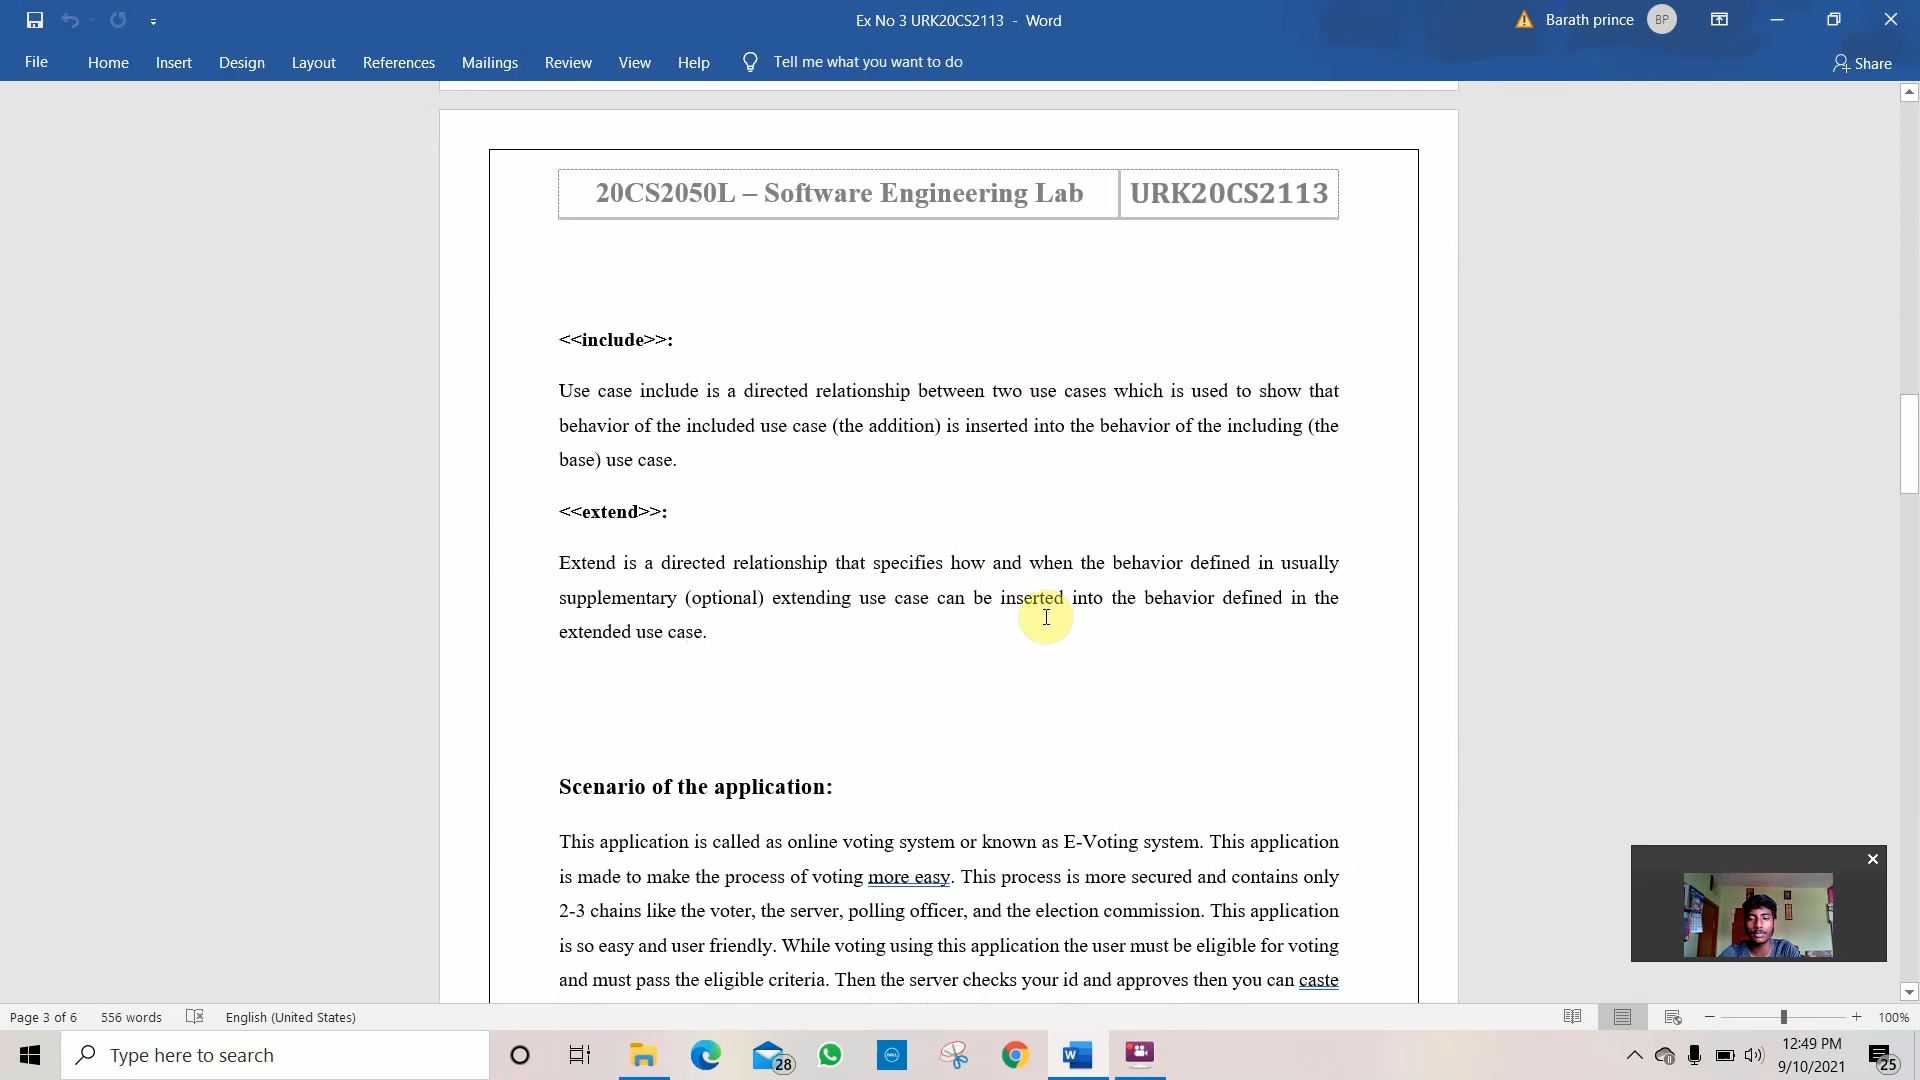 Ex No 3 URK20CS2113 - Word
Barath prince
BP
File Home Insert Design Layout References Mailings Review View Help Tell me what you want to do
Share
20CS2050L – Software Engineering Lab URK20CS2113
<<include>>:
Use case include is a directed relationship between two use cases which is used to show that
behavior of the included use case (the addition) is inserted into the behavior of the including (the
base) use case.
<<extend>>:
Extend is a directed relationship that specifies how and when the behavior defined in usually
supplementary (optional) extending use case can be inserted into the behavior defined in the
extended use case.
Scenario of the application:
This application is called as online voting system or known as E-Voting system. This application
is made to make the process of voting more easy. This process is more secured and contains only
2-3 chains like the voter, the server, polling officer, and the election commission. This application
is so easy and user friendly. While voting using this application the user must be eligible for voting
and must pass the eligible criteria. Then the server checks your id and approves then you can caste
Page 3 of 6 556 words English (United States) 100%
Type here to search
28
DELL
12:49 PM
9/10/2021
25